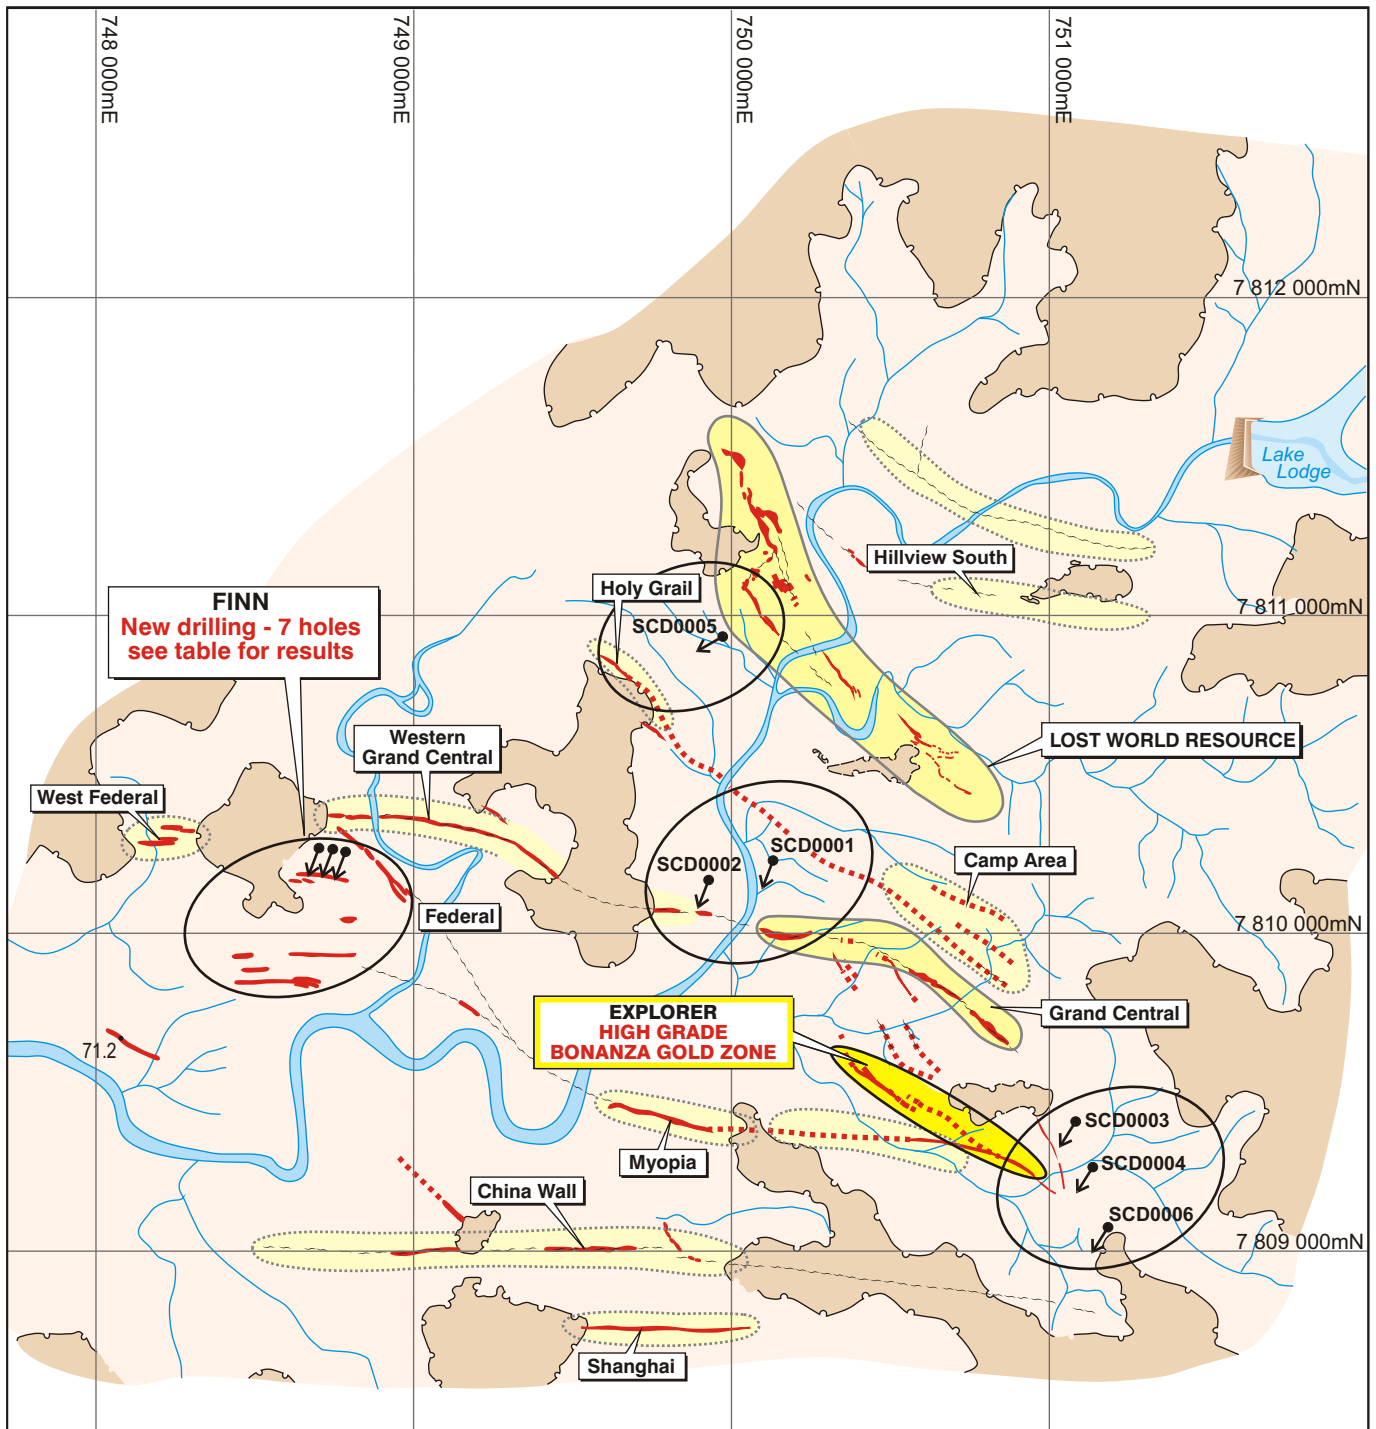 748 000mE
749 000mE
750 000mE
751 000mE
7 812 000mN
Lake
Lodge
Hillview South
Holy Grail
FINN
New drilling - 7 holes
see table for results
7 811 000mN
SCD0005
Western
Grand Central
LOST WORLD RESOURCE
West Federal
SCD0001
SCD0002
Camp Area
Federal
7 810 000mN
EXPLORER
HIGH GRADE
BONANZA GOLD ZONE
Grand Central
71.2
SCD0003
Myopia
SCD0004
China Wall
SCD0006
7 809 000mN
Shanghai